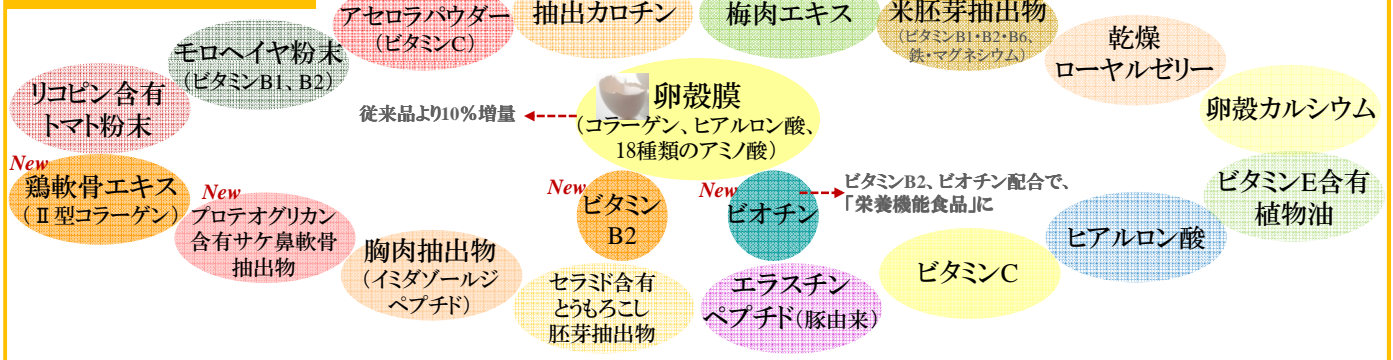 アセロラパウダー
（ビタミンC）
抽出カロチン
梅肉エキス
米胚芽抽出物
（ビタミンB1・B2・B6、
鉄・マグネシウム）
モロヘイヤ粉末
（ビタミンB1、B2）
乾燥
ローヤルゼリー
リコピン含有
トマト粉末
従来品より10％増量
卵殻膜
（コラーゲン、ヒアルロン酸、
18種類のアミノ酸）
卵殻カルシウム
New
鶏軟骨エキス
（Ⅱ型コラーゲン）
New
プロテオグリカン
含有サケ鼻軟骨
抽出物
New
ビタミン
B2
New
ビオチン
ビタミンB2、ビオチン配合で、
「栄養機能食品」に
ビタミンE含有
植物油
胸肉抽出物
（イミダゾールジ
ペプチド）
セラミド含有
とうもろこし
胚芽抽出物
エラスチン
ペプチド（豚由来）
ビタミンC
ヒアルロン酸